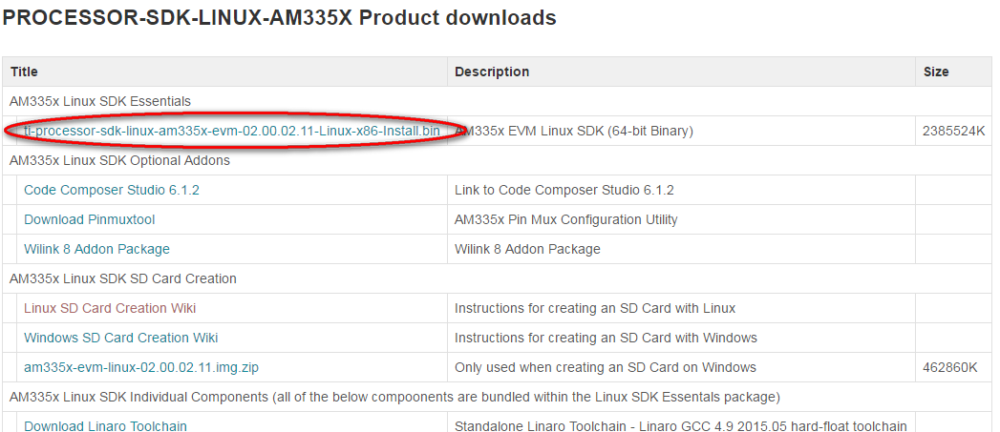 PROCESSOR-SDK-LINUX-AM335X Product downloads
Title Description Size
AM335x Linux SDK Essentials
ti-processor-sdk-linux-am335x-evm-02.00.02.11-Linux-x86-Install.bin AM335x EVM Linux SDK (64-bit Binary) 2385524K
AM335x Linux SDK Optional Addons
Code Composer Studio 6.1.2 Link to Code Composer Studio 6.1.2
Download Pinmuxtool AM335x Pin Mux Configuration Utility
Wilink 8 Addon Package Wilink 8 Addon Package
AM335x Linux SDK SD Card Creation
Linux SD Card Creation Wiki Instructions for creating an SD Card with Linux
Windows SD Card Creation Wiki Instructions for creating an SD Card with Windows
am335x-evm-linux-02.00.02.11.img.zip Only used when creating an SD Card on Windows 462860K
AM335x Linux SDK Individual Components (all of the below compoonents are bundled within the Linux SDK Essentals package)
Download Linaro Toolchain Standalone Linaro Toolchain - Linaro GCC 4.9 2015.05 hard-float toolchain